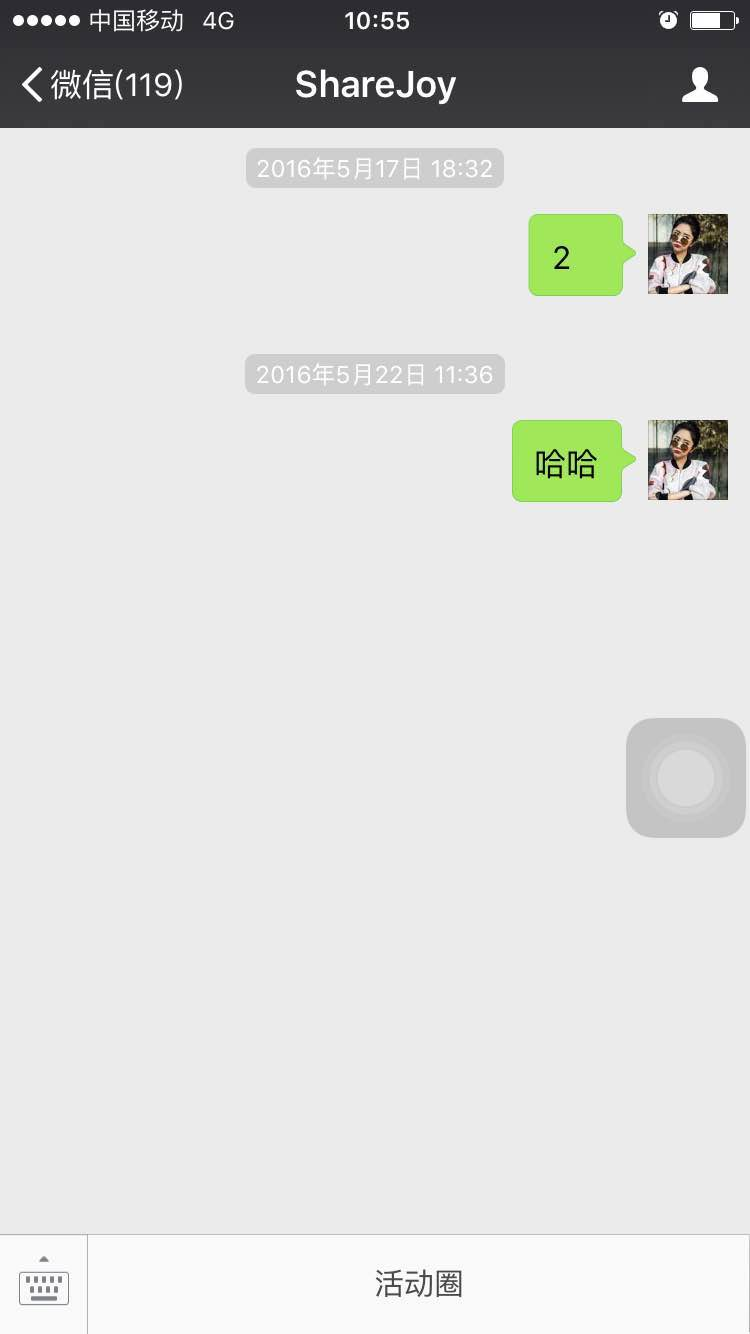 中国移动 4G 10:55
微信(119) ShareJoy
2016年5月17日 18:32
2
2016年5月22日 11:36
哈哈
活动圈